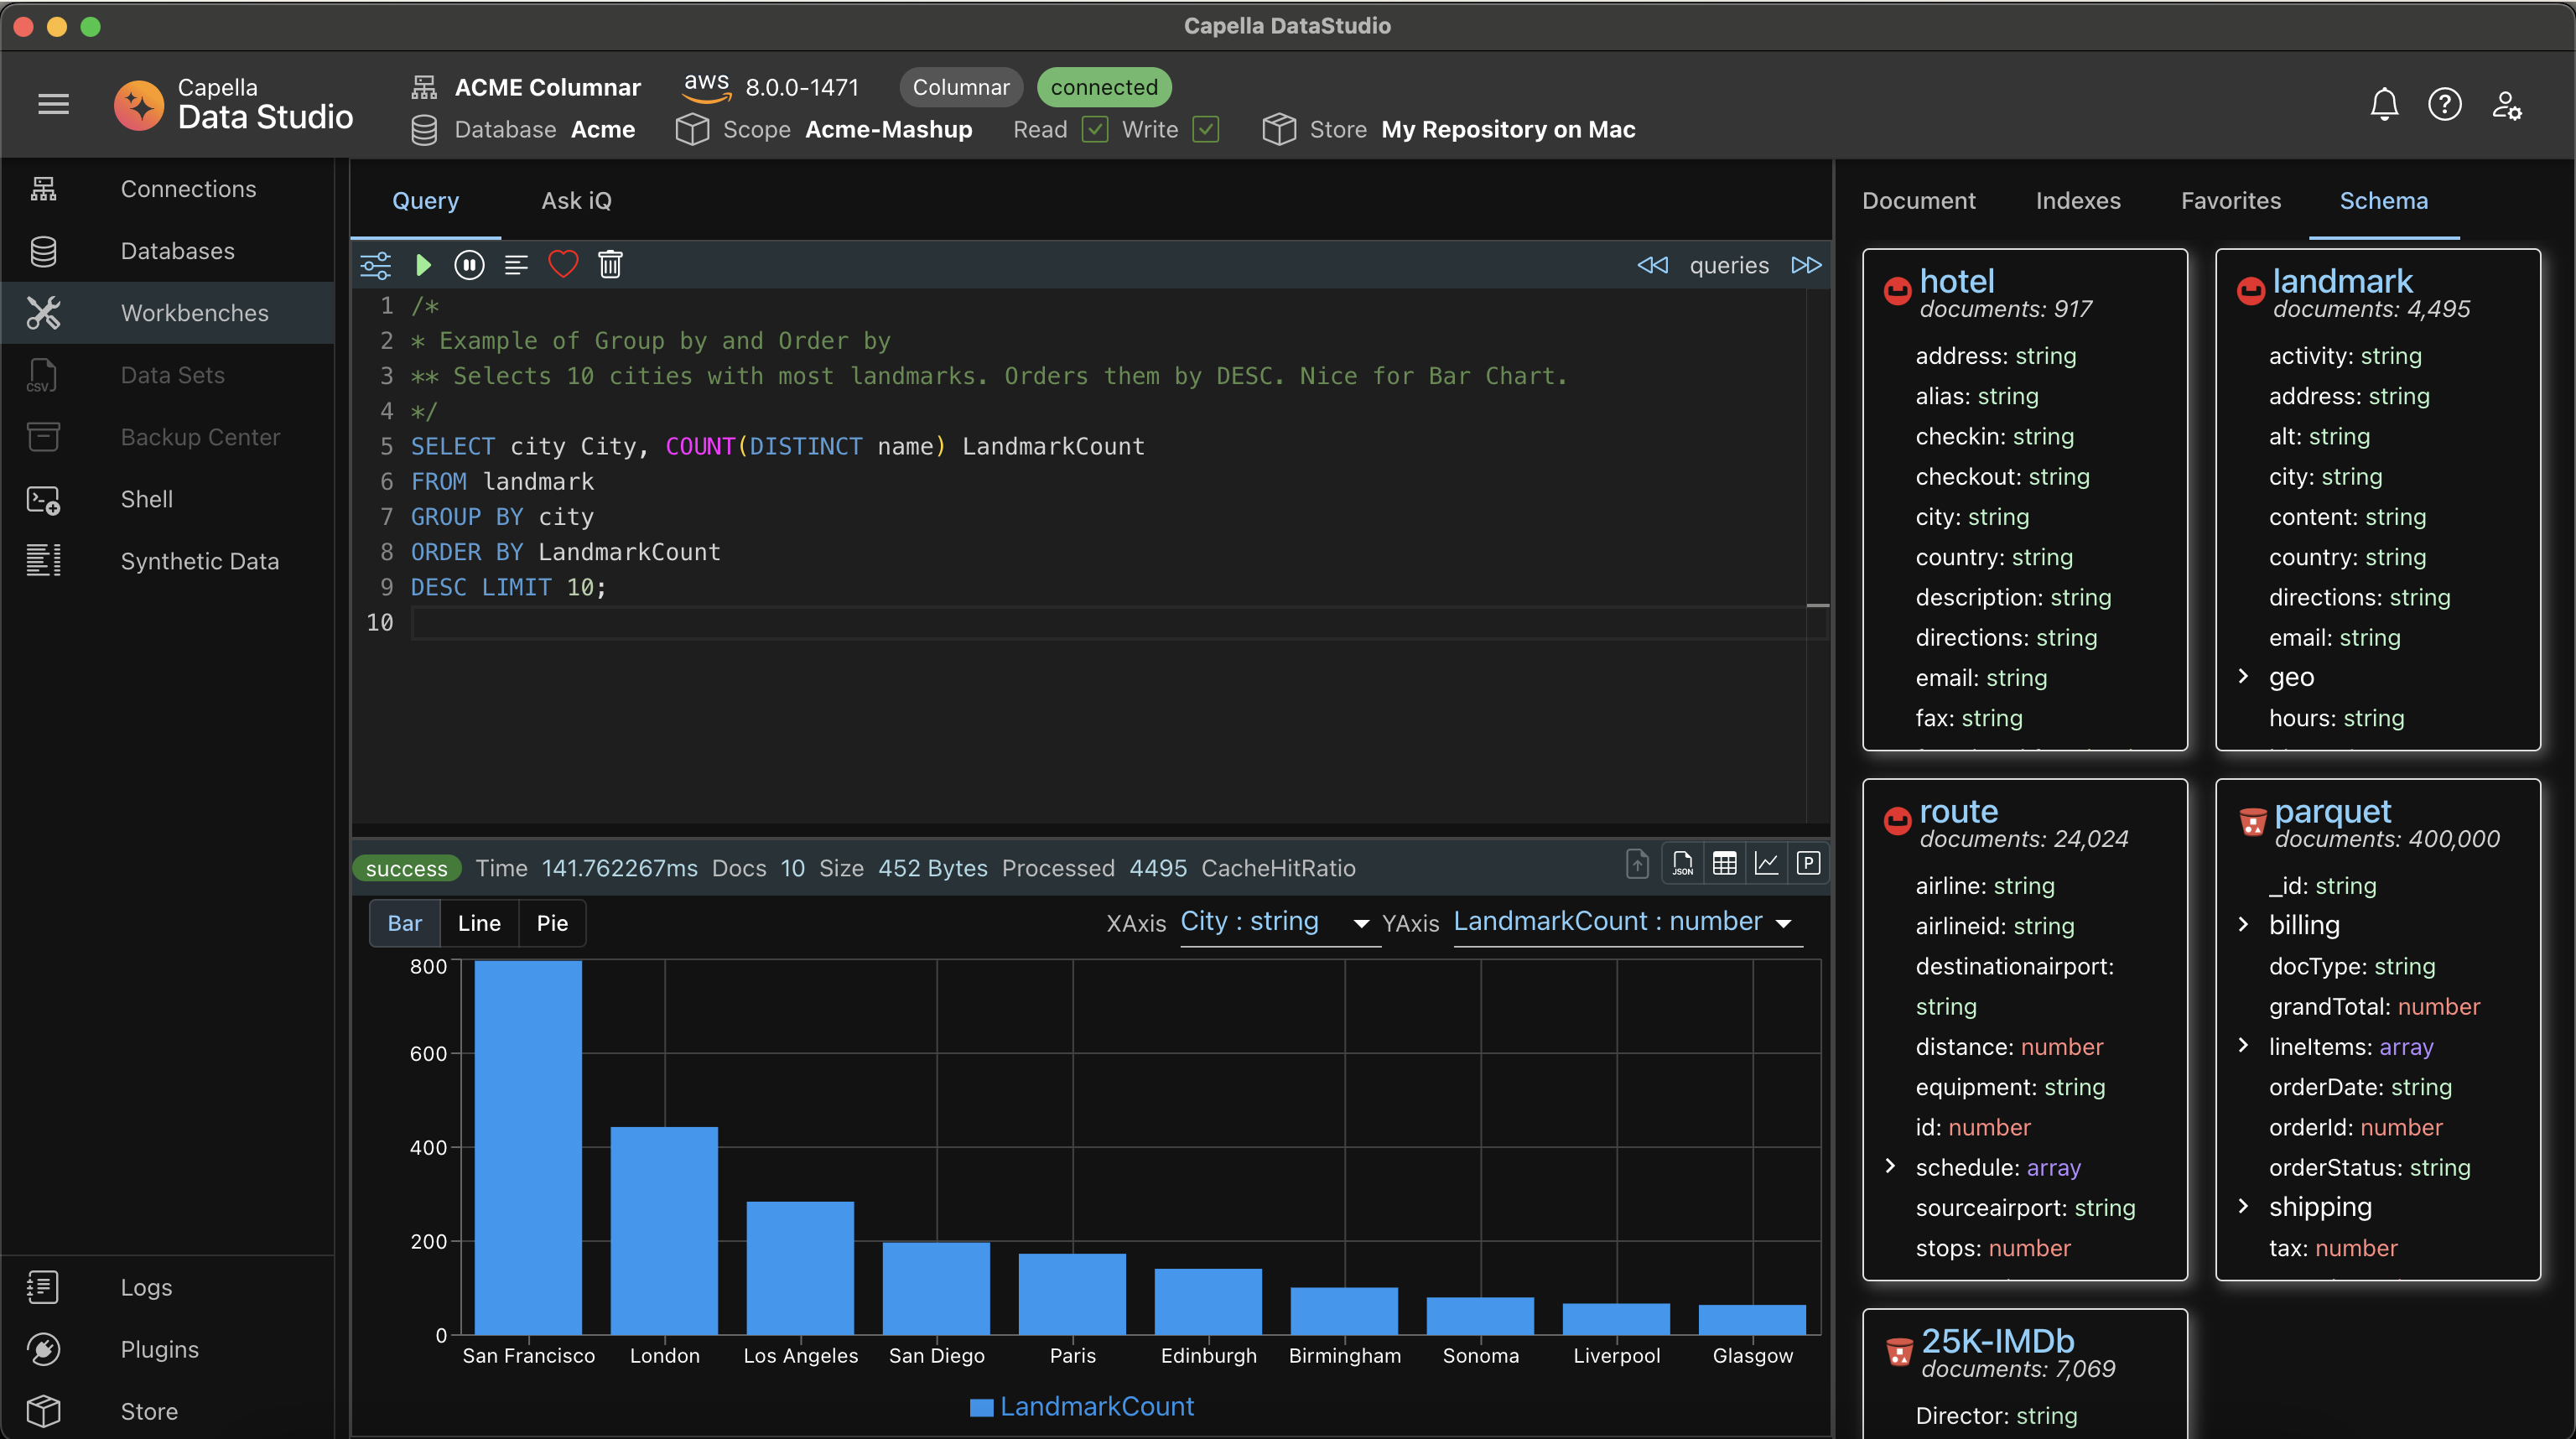 Capella DataStudio
Capella
Data Studio
ACME Columnar
aws 8.0.0-1471
Columnar
connected
Database Acme
Scope Acme-Mashup
Read Write
Store My Repository on Mac
Connections
Databases
Workbenches
CSV Data Sets
Backup Center
Shell
Synthetic Data
Logs
Plugins
Store
Query Ask iQ
queries
1 /*
2 * Example of Group by and Order by
3 ** Selects 10 cities with most landmarks. Orders them by DESC. Nice for Bar Chart.
4 */
5 SELECT city City, COUNT(DISTINCT name) LandmarkCount
6 FROM landmark
7 GROUP BY city
8 ORDER BY LandmarkCount
9 DESC LIMIT 10;
10
success Time 141.762267ms Docs 10 Size 452 Bytes Processed 4495 CacheHitRatio
JSON P
Bar Line Pie
XAxis City : string YAxis LandmarkCount : number
800
600
400
200
0
San Francisco London Los Angeles San Diego Paris Edinburgh Birmingham Sonoma Liverpool Glasgow
LandmarkCount
Document Indexes Favorites Schema
hotel
documents: 917
address: string
alias: string
checkin: string
checkout: string
city: string
country: string
description: string
directions: string
email: string
fax: string
landmark
documents: 4,495
activity: string
address: string
alt: string
city: string
content: string
country: string
directions: string
email: string
geo
hours: string
route
documents: 24,024
airline: string
airlineid: string
destinationairport:
string
distance: number
equipment: string
id: number
schedule: array
sourceairport: string
stops: number
parquet
documents: 400,000
_id: string
billing
docType: string
grandTotal: number
lineItems: array
orderDate: string
orderId: number
orderStatus: string
shipping
tax: number
25K-IMDb
documents: 7,069
Director: string